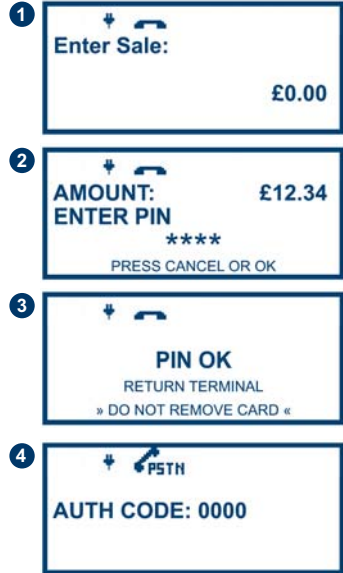 1
Enter Sale:
£0.00
2
AMOUNT: £12.34
ENTER PIN
****
PRESS CANCEL OR OK
3
PIN OK
RETURN TERMINAL
» DO NOT REMOVE CARD «
4
PSTN
AUTH CODE: 0000